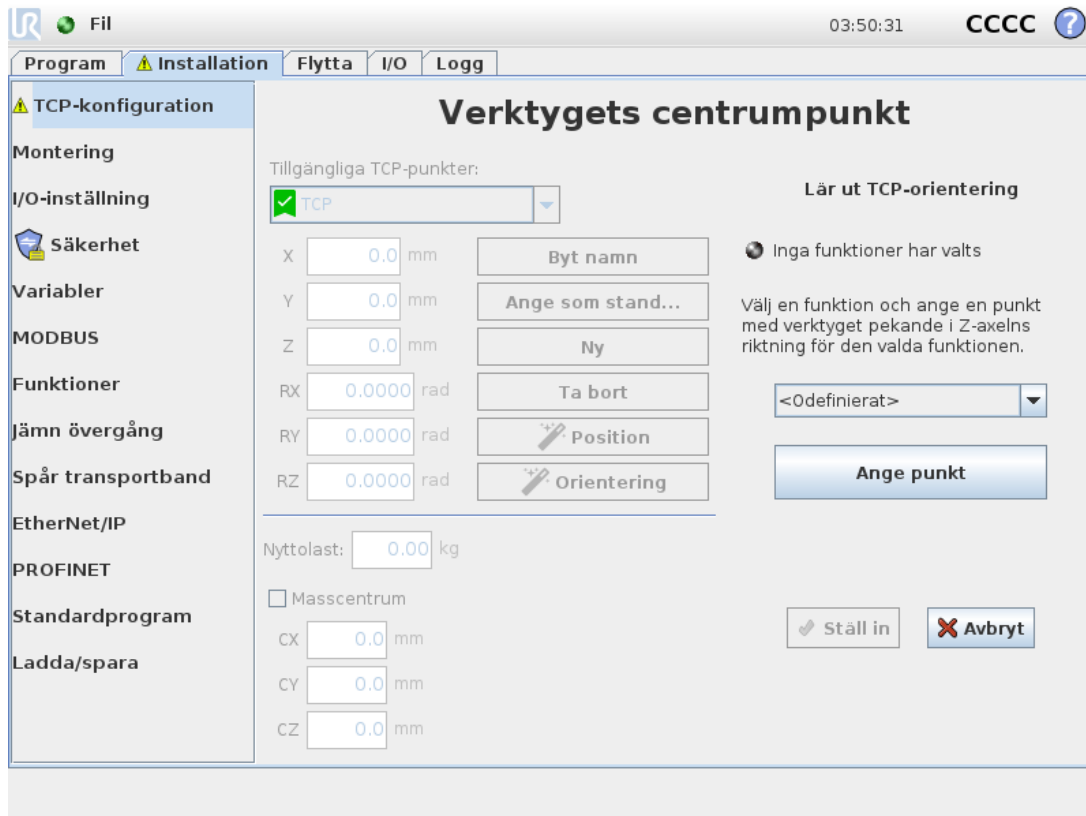 UR Fil 03:50:31 CCCC ?
Program Installation Flytta I/O Logg
TCP-konfiguration
Montering
I/O-inställning
Säkerhet
Variabler
MODBUS
Funktioner
Jämn övergång
Spår transportband
EtherNet/IP
PROFINET
Standardprogram
Ladda/spara
Verktygets centrumpunkt
Tillgängliga TCP-punkter:
TCP
X 0.0 mm Byt namn
Y 0.0 mm Ange som stand...
Z 0.0 mm Ny
RX 0.0000 rad Ta bort
RY 0.0000 rad Position
RZ 0.0000 rad Orientering
Nyttolast: 0.00 kg
Masscentrum
CX 0.0 mm
CY 0.0 mm
CZ 0.0 mm
Lär ut TCP-orientering
Inga funktioner har valts
Välj en funktion och ange en punkt
med verktyget pekande i Z-axelns
riktning för den valda funktionen.
<Odefinierat>
Ange punkt
Ställ in Avbryt